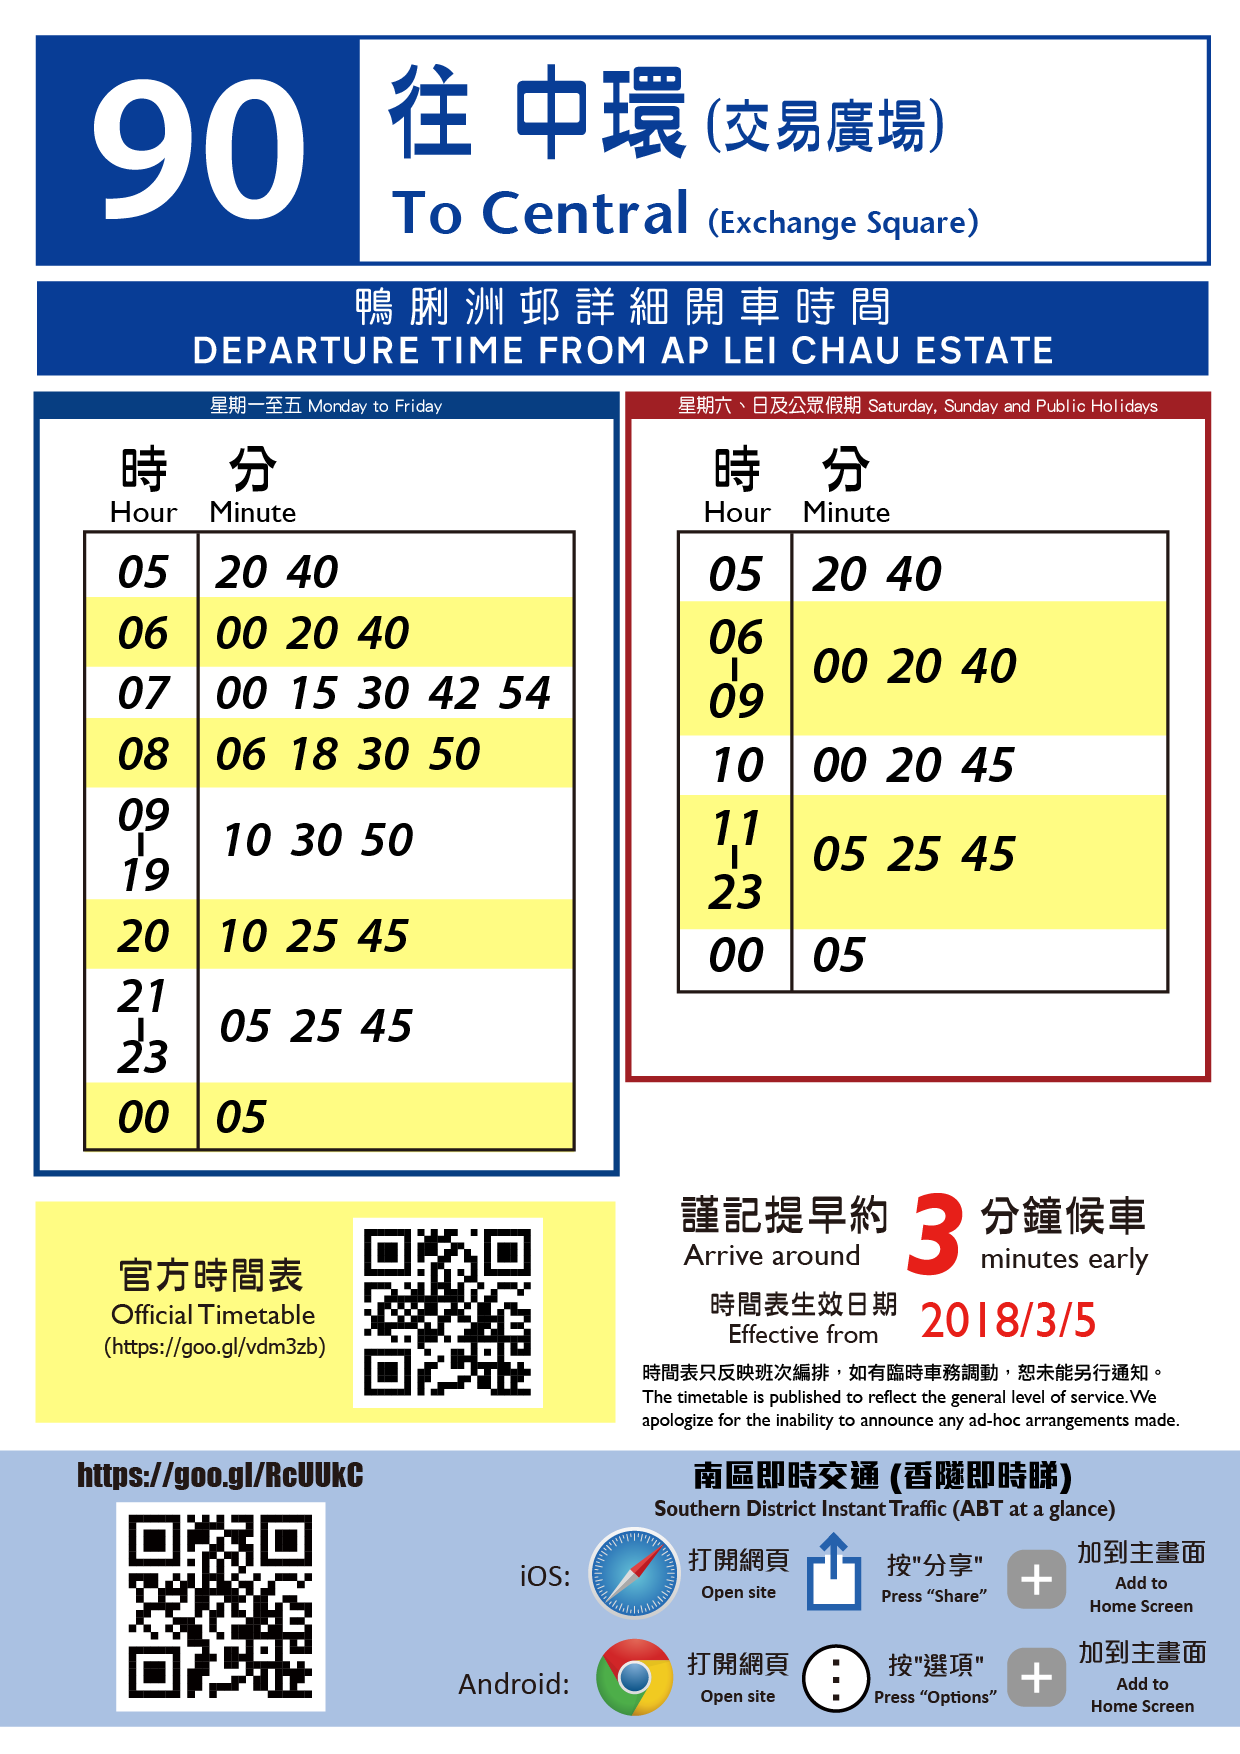 90
往 中環 (交易廣場)
To Central (Exchange Square)
鴨脷洲邨詳細開車時間
DEPARTURE TIME FROM AP LEI CHAU ESTATE
星期一至五 Monday to Friday
時 分
Hour Minute
05 20 40
06 00 20 40
07 00 15 30 42 54
08 06 18 30 50
09
-
19
10 30 50
20 10 25 45
21
-
23
05 25 45
00 05
星期六、日及公眾假期 Saturday, Sunday and Public Holidays
時 分
Hour Minute
05 20 40
06
-
09
00 20 40
10 00 20 45
11
-
23
05 25 45
00 05
官方時間表
Official Timetable
(https://goo.gl/vdm3zb)
謹記提早約 3 分鐘候車
Arrive around minutes early
時間表生效日期
Effective from
2018/3/5
時間表只反映班次編排，如有臨時車務調動，恕未能另行通知。
The timetable is published to reflect the general level of service. We
apologize for the inability to announce any ad-hoc arrangements made.
https://goo.gl/RcUUkC
南區即時交通 (香隧即時睇)
Southern District Instant Traffic (ABT at a glance)
iOS:
打開網頁
Open site
按"分享"
Press “Share”
加到主畫面
Add to
Home Screen
Android:
打開網頁
Open site
按"選項"
Press “Options”
加到主畫面
Add to
Home Screen